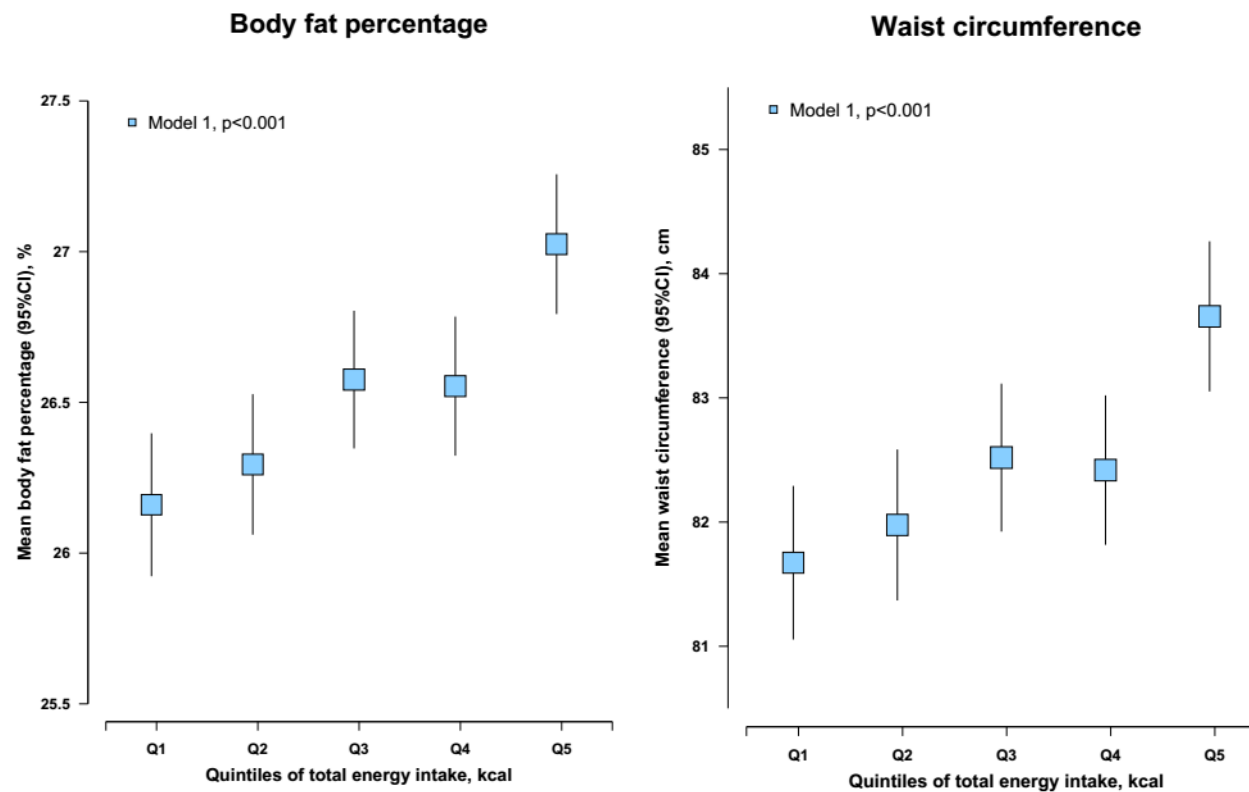 Body fat percentage
27.5
27
26.5
26
25.5
Mean body fat percentage (95%CI), %
Model 1, p<0.001
Q1 Q2 Q3 Q4 Q5
Quintiles of total energy intake, kcal
Waist circumference
85
84
83
82
81
Mean waist circumference (95%CI), cm
Model 1, p<0.001
Q1 Q2 Q3 Q4 Q5
Quintiles of total energy intake, kcal